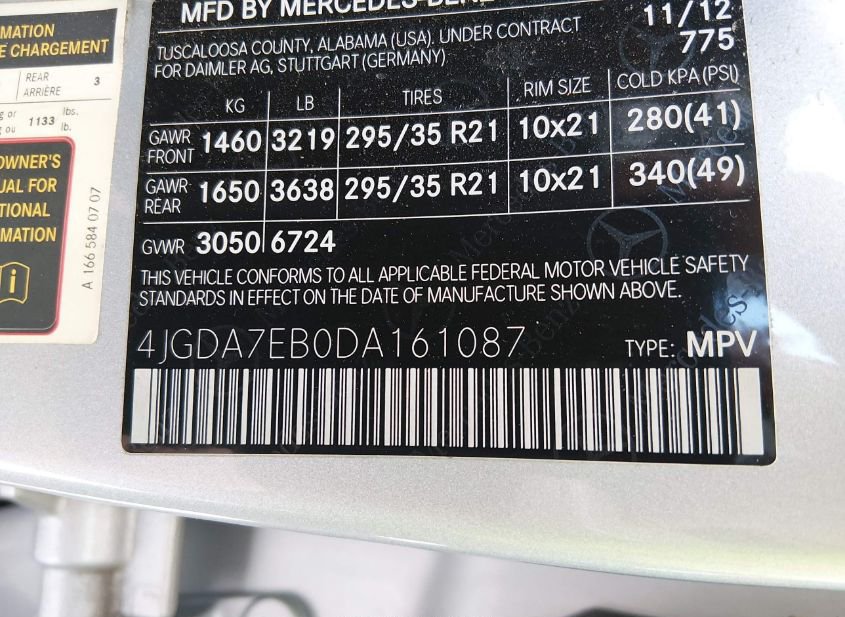 MATION
E CHARGEMENT
REAR
ARRIÈRE
3
1133
lbs.
lb.
OWNER'S
UAL FOR
TIONAL
MATION
A 166 584 07 07
MFD BY MERCEDES-BENZ
11/12
TUSCALOOSA COUNTY, ALABAMA (USA). UNDER CONTRACT
775
FOR DAIMLER AG, STUTTGART (GERMANY)
KG LB TIRES RIM SIZE COLD KPA(PSI)
GAWR FRONT 1460 3219 295/35 R21 10x21 280(41)
GAWR REAR 1650 3638 295/35 R21 10x21 340(49)
GVWR 3050 6724
THIS VEHICLE CONFORMS TO ALL APPLICABLE FEDERAL MOTOR VEHICLE SAFETY
STANDARDS IN EFFECT ON THE DATE OF MANUFACTURE SHOWN ABOVE.
4JGDA7EB0DA161087 TYPE: MPV